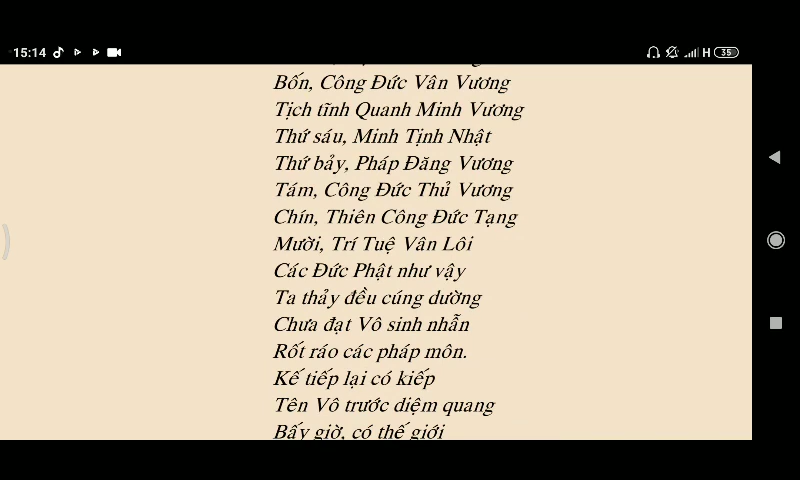 15:14
H 35
Bốn, Công Đức Vân Vương
Tịch tĩnh Quanh Minh Vương
Thứ sáu, Minh Tịnh Nhật
Thứ bảy, Pháp Đăng Vương
Tám, Công Đức Thủ Vương
Chín, Thiên Công Đức Tạng
Mười, Trí Tuệ Vân Lôi
Các Đức Phật như vậy
Ta thảy đều cúng dường
Chưa đạt Vô sinh nhẫn
Rốt ráo các pháp môn.
Kế tiếp lại có kiếp
Tên Vô trước diệm quang
Bấy giờ, có thế giới